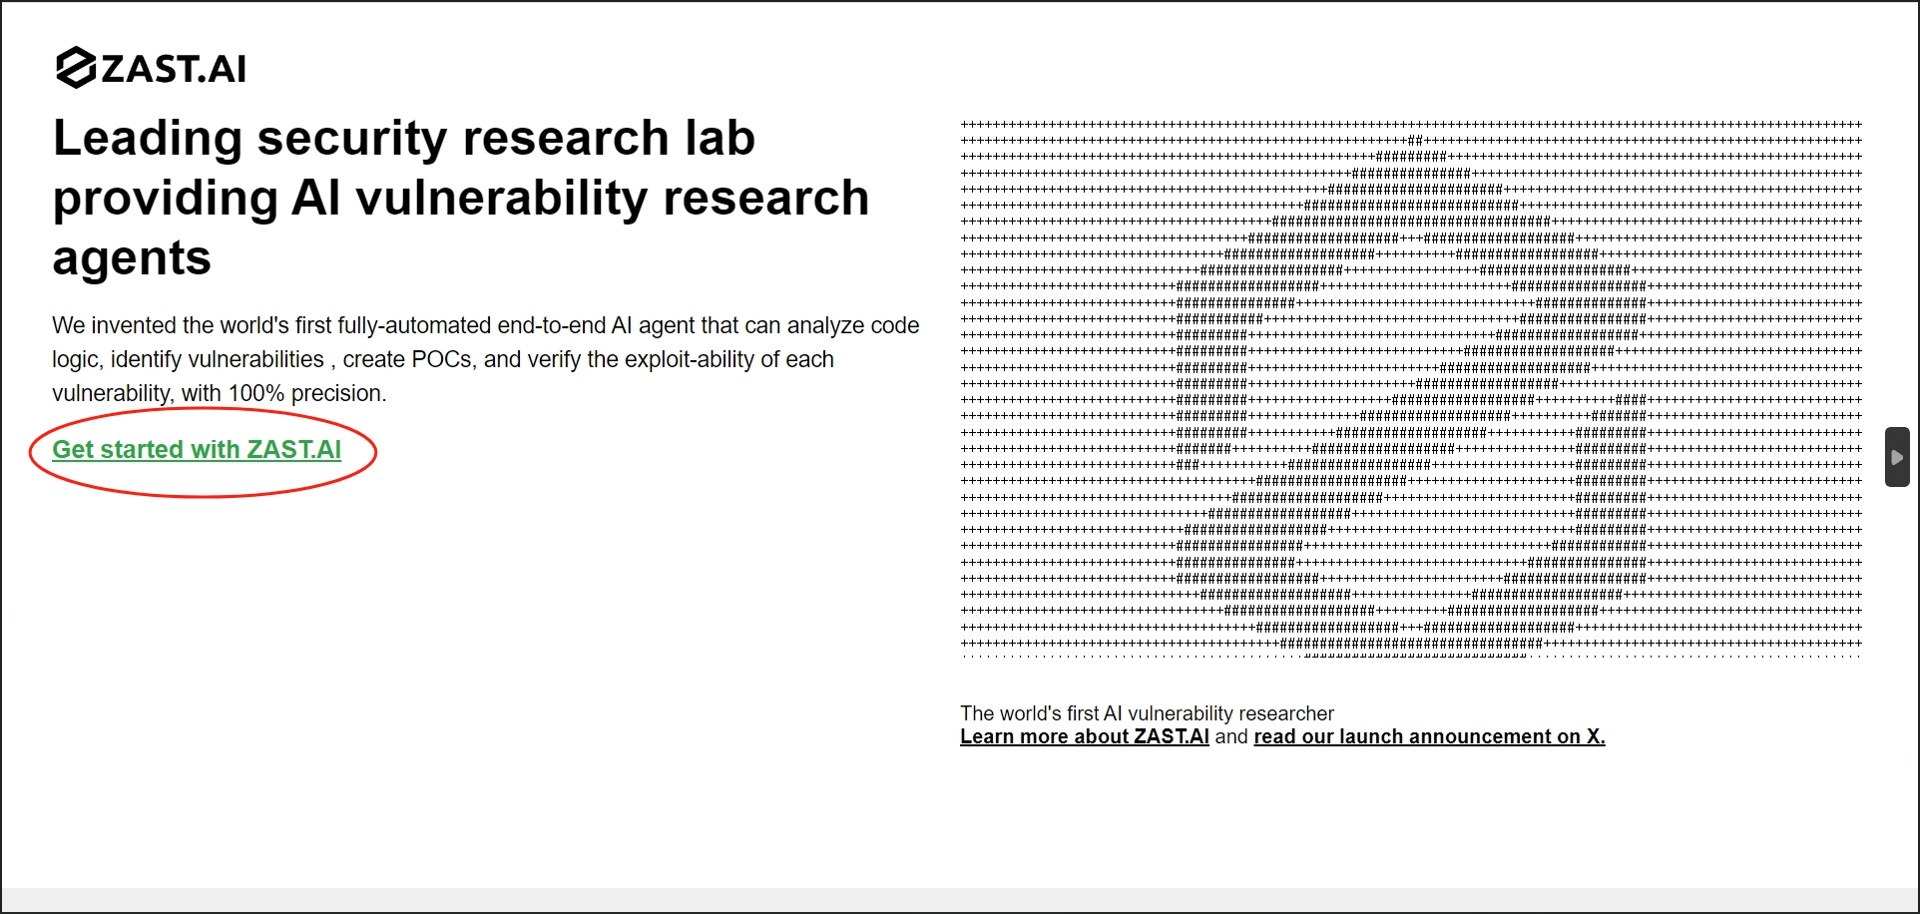 ZAST.AI
Leading security research lab
providing AI vulnerability research
agents
We invented the world's first fully-automated end-to-end AI agent that can analyze code
logic, identify vulnerabilities , create POCs, and verify the exploit-ability of each
vulnerability, with 100% precision.
Get started with ZAST.AI
The world's first AI vulnerability researcher
Learn more about ZAST.AI and read our launch announcement on X.